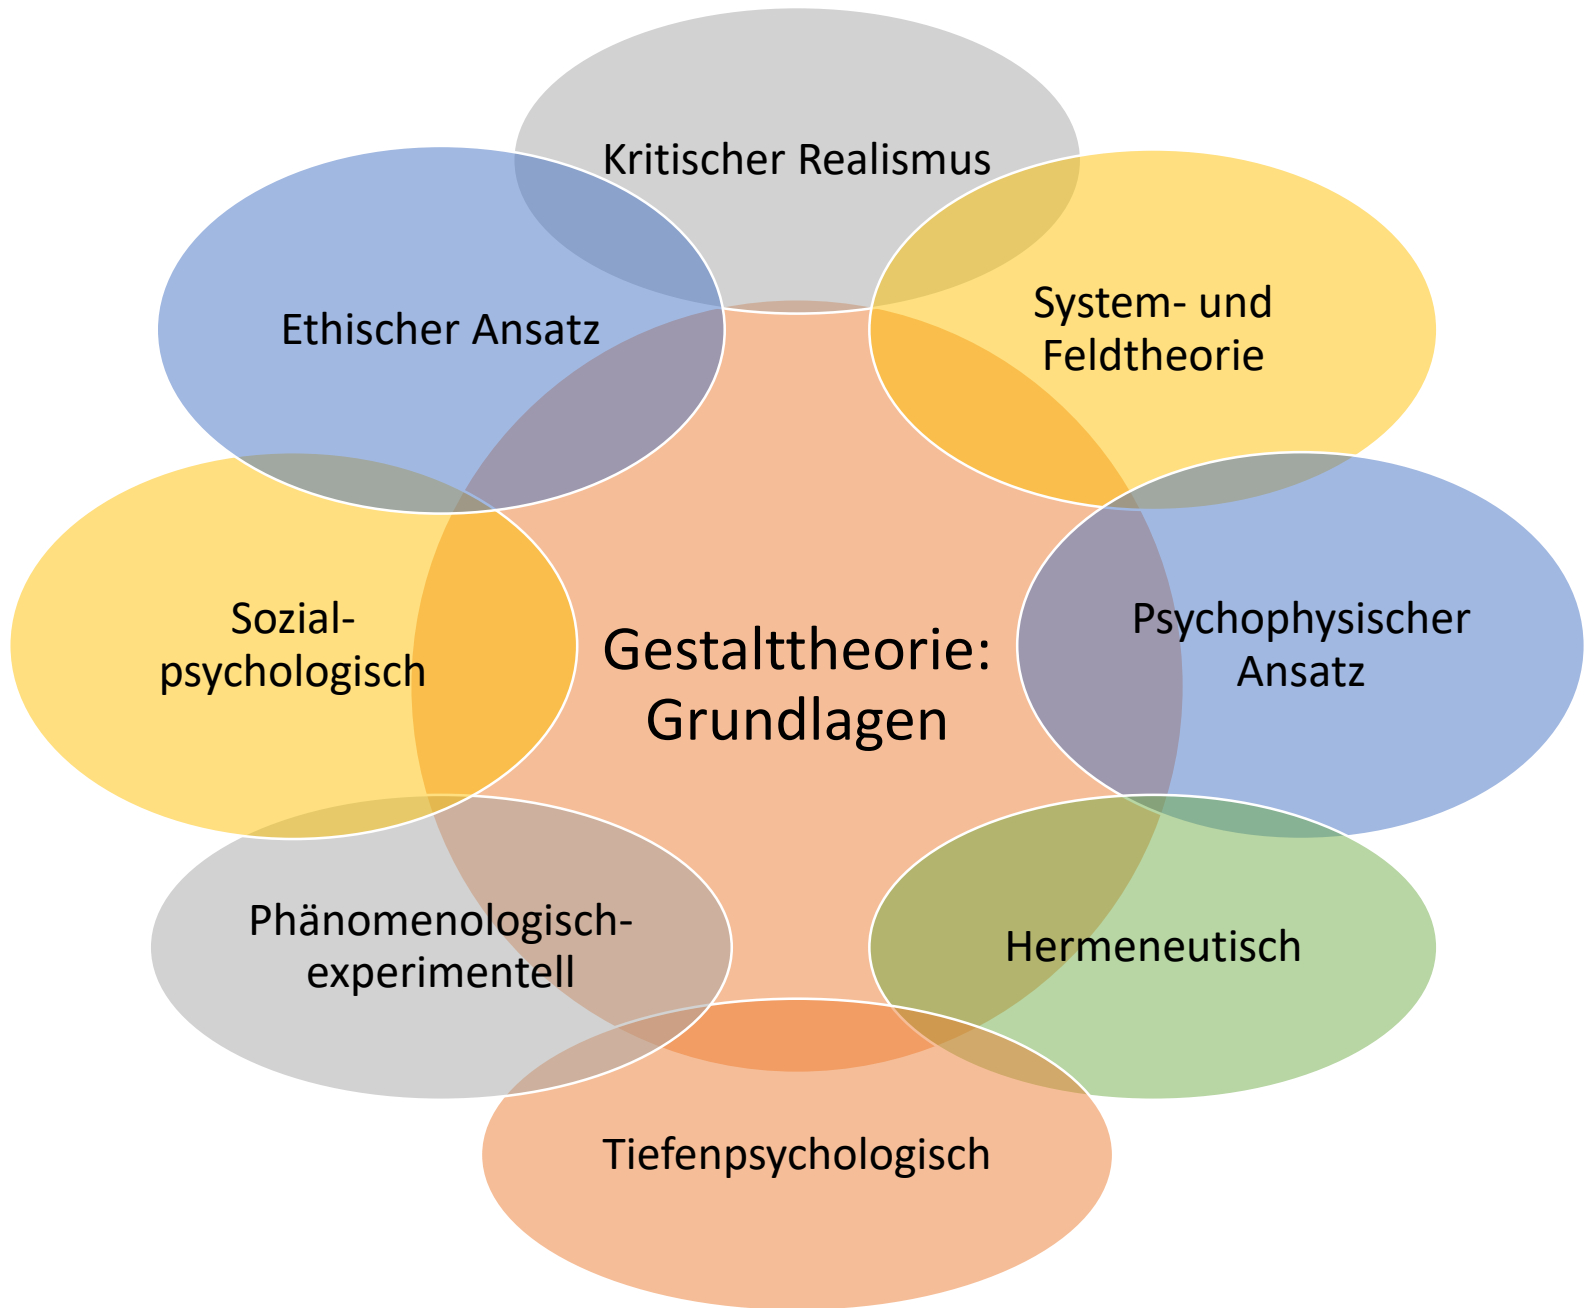 Kritischer Realismus
System- und
Feldtheorie
Ethischer Ansatz
Sozial-
psychologisch
Gestalttheorie:
Grundlagen
Psychophysischer
Ansatz
Phänomenologisch-
experimentell
Hermeneutisch
Tiefenpsychologisch